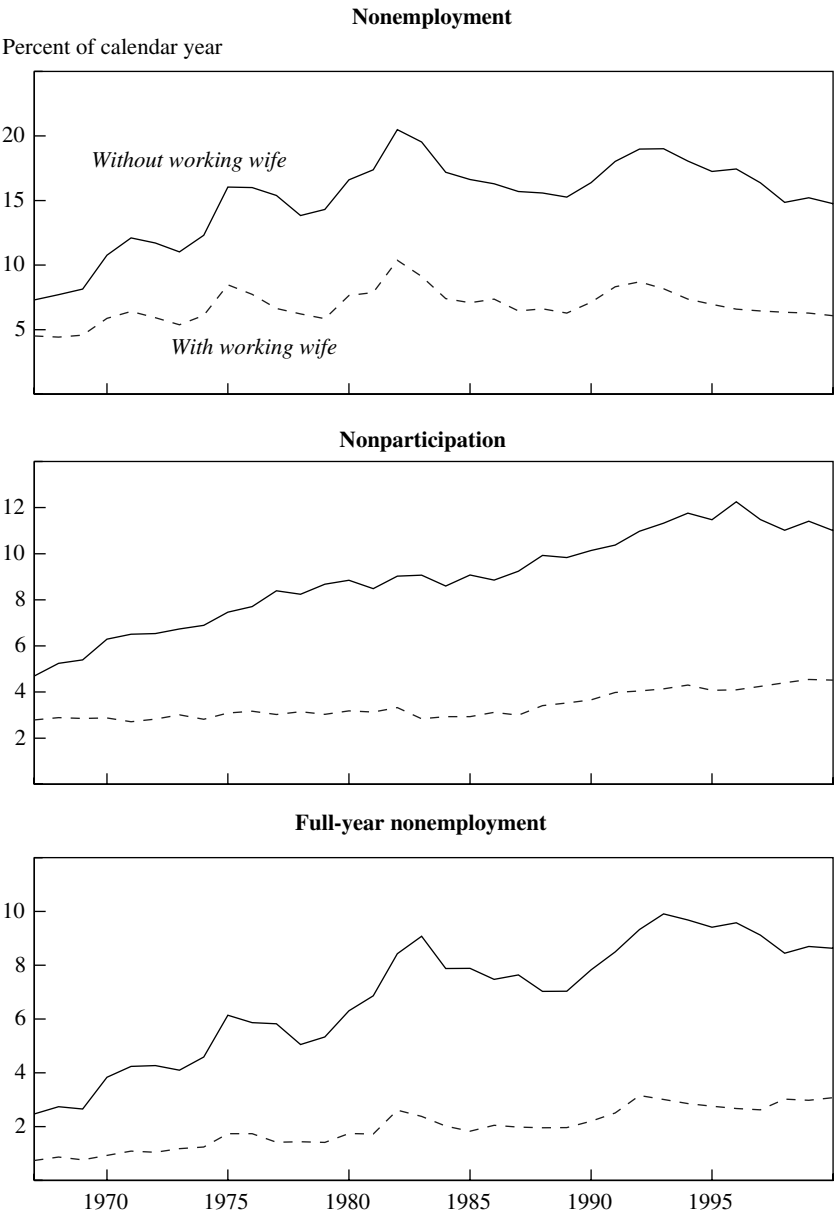 Nonemployment
Percent of calendar year
20
Without working wife
15
10
5
With working wife
Nonparticipation
12
10
8
6
4
2
Full-year nonemployment
10
8
6
4
2
1970 1975 1980 1985 1990 1995